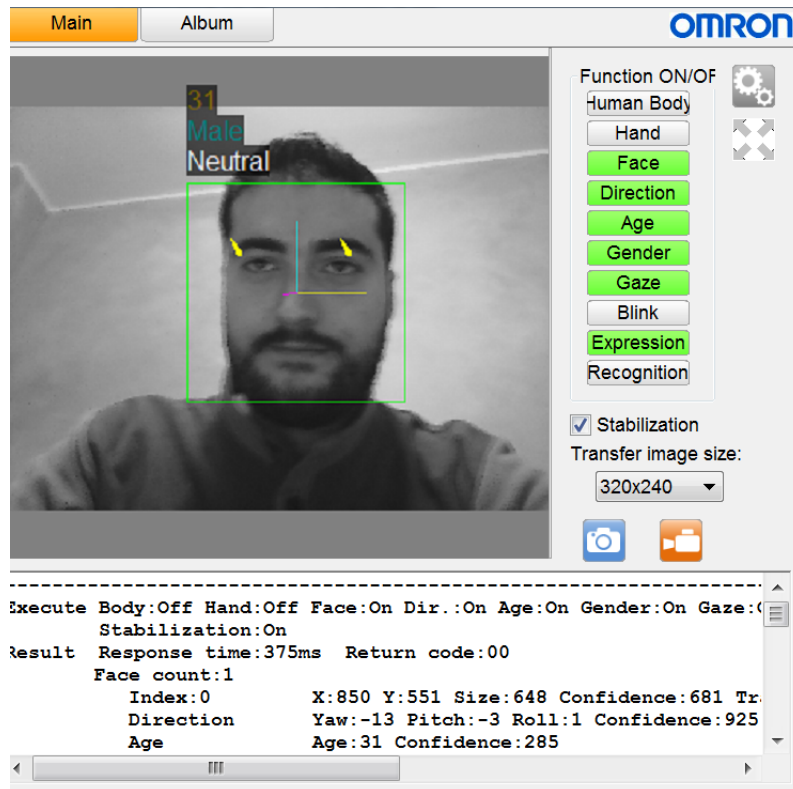 Main
Album
OMRON
31
Male
Neutral
Function ON/OF
Human Body
Hand
Face
Direction
Age
Gender
Gaze
Blink
Expression
Recognition
Stabilization
Transfer image size:
320x240
Execute Body:Off Hand:Off Face:On Dir.:On Age:On Gender:On Gaze:
Stabilization:On
Result Response time:375ms Return code:00
Face count:1
Index:0 X:850 Y:551 Size:648 Confidence:681 Tr
Direction Yaw:-13 Pitch:-3 Roll:1 Confidence:925
Age Age:31 Confidence:285